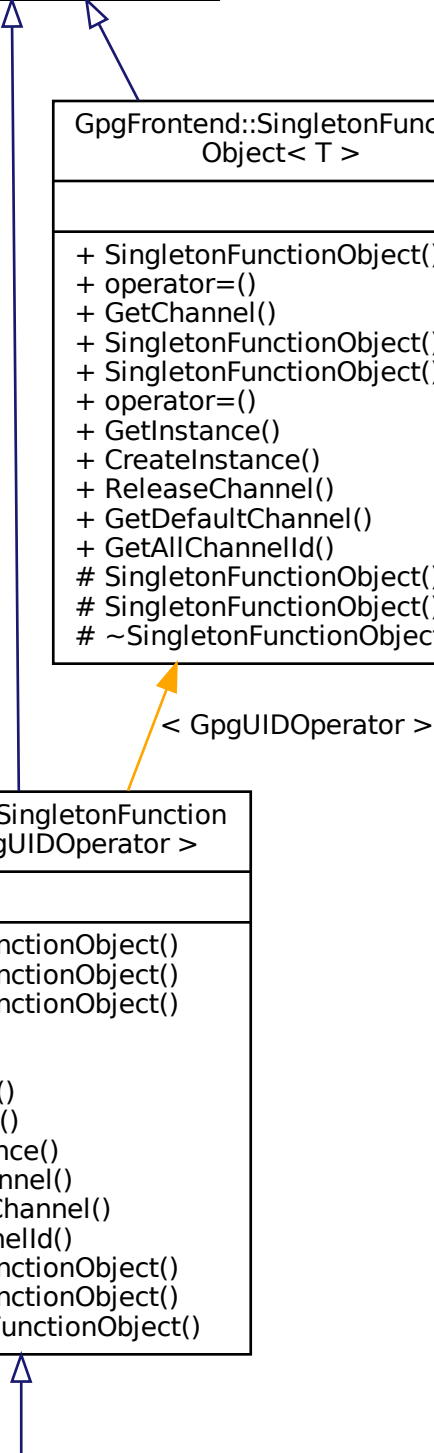 GpgFrontend::SingletonFunc
Object< T >
+ SingletonFunctionObject()
+ operator=()
+ GetChannel()
+ SingletonFunctionObject()
+ SingletonFunctionObject()
+ operator=()
+ GetInstance()
+ CreateInstance()
+ ReleaseChannel()
+ GetDefaultChannel()
+ GetAllChannelId()
# SingletonFunctionObject()
# SingletonFunctionObject()
# ~SingletonFunctionObject
< GpgUIDOperator >
SingletonFunction
gUIDOperator >
nctionObject()
nctionObject()
nctionObject()
()
()
nce()
nnel()
Channel()
nelId()
nctionObject()
nctionObject()
FunctionObject()